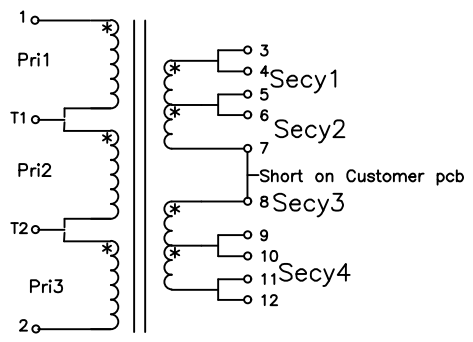 1
*
Pri1
T1
*
Pri2
T2
*
Pri3
2
*
3
4
Secy1
*
5
6
Secy2
7
Short on Customer pcb
*
8
Secy3
*
9
10
11
Secy4
12